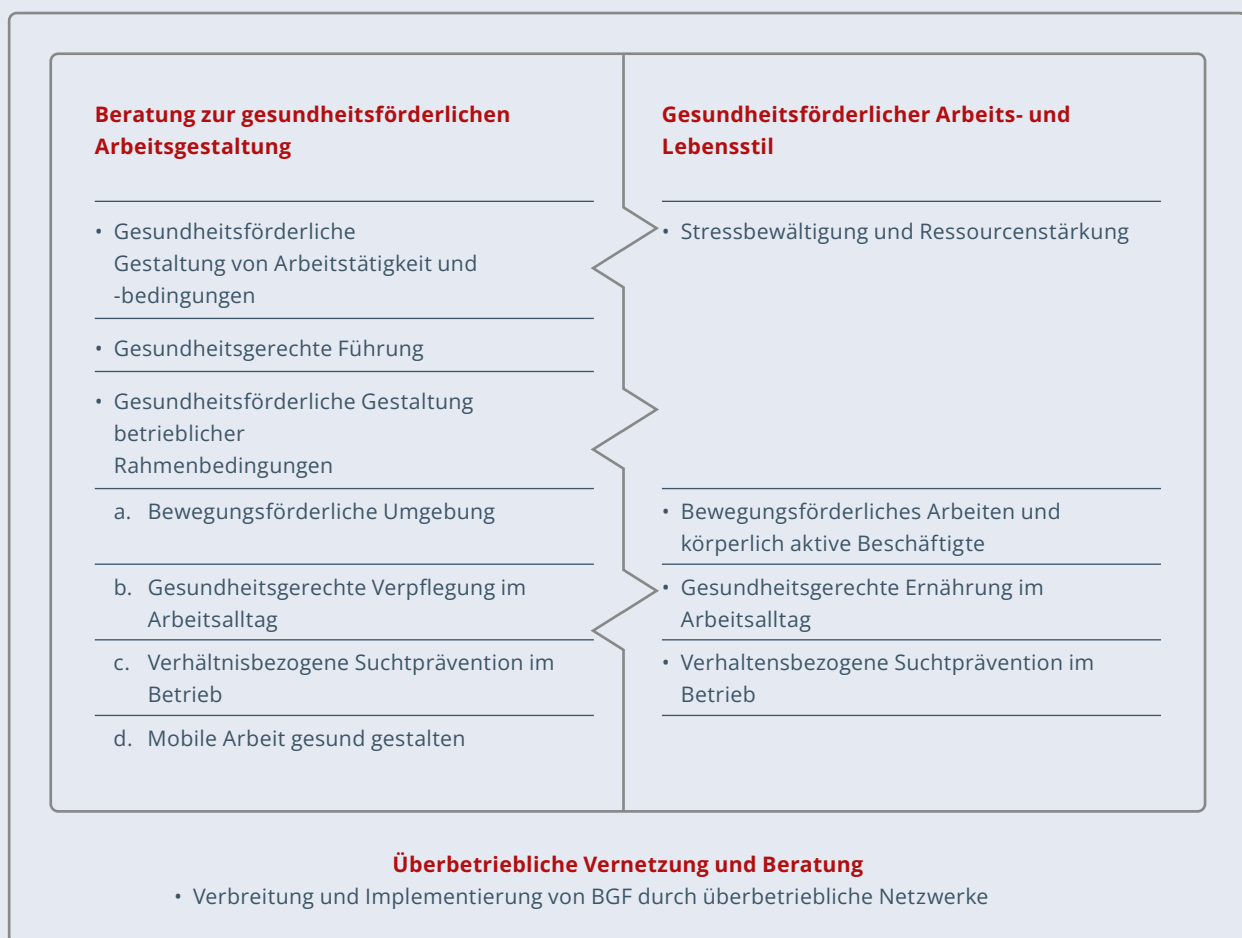 Beratung zur gesundheitsförderlichen
Arbeitsgestaltung
• Gesundheitsförderliche
Gestaltung von Arbeitstätigkeit und
-bedingungen
• Gesundheitsgerechte Führung
• Gesundheitsförderliche Gestaltung
betrieblicher
Rahmenbedingungen
a. Bewegungsförderliche Umgebung
b. Gesundheitsgerechte Verpflegung im
Arbeitsalltag
c. Verhältnisbezogene Suchtprävention im
Betrieb
d. Mobile Arbeit gesund gestalten
Gesundheitsförderlicher Arbeits- und
Lebensstil
• Stressbewältigung und Ressourcenstärkung
• Bewegungsförderliches Arbeiten und
körperlich aktive Beschäftigte
• Gesundheitsgerechte Ernährung im
Arbeitsalltag
• Verhaltensbezogene Suchtprävention im
Betrieb
Überbetriebliche Vernetzung und Beratung
• Verbreitung und Implementierung von BGF durch überbetriebliche Netzwerke